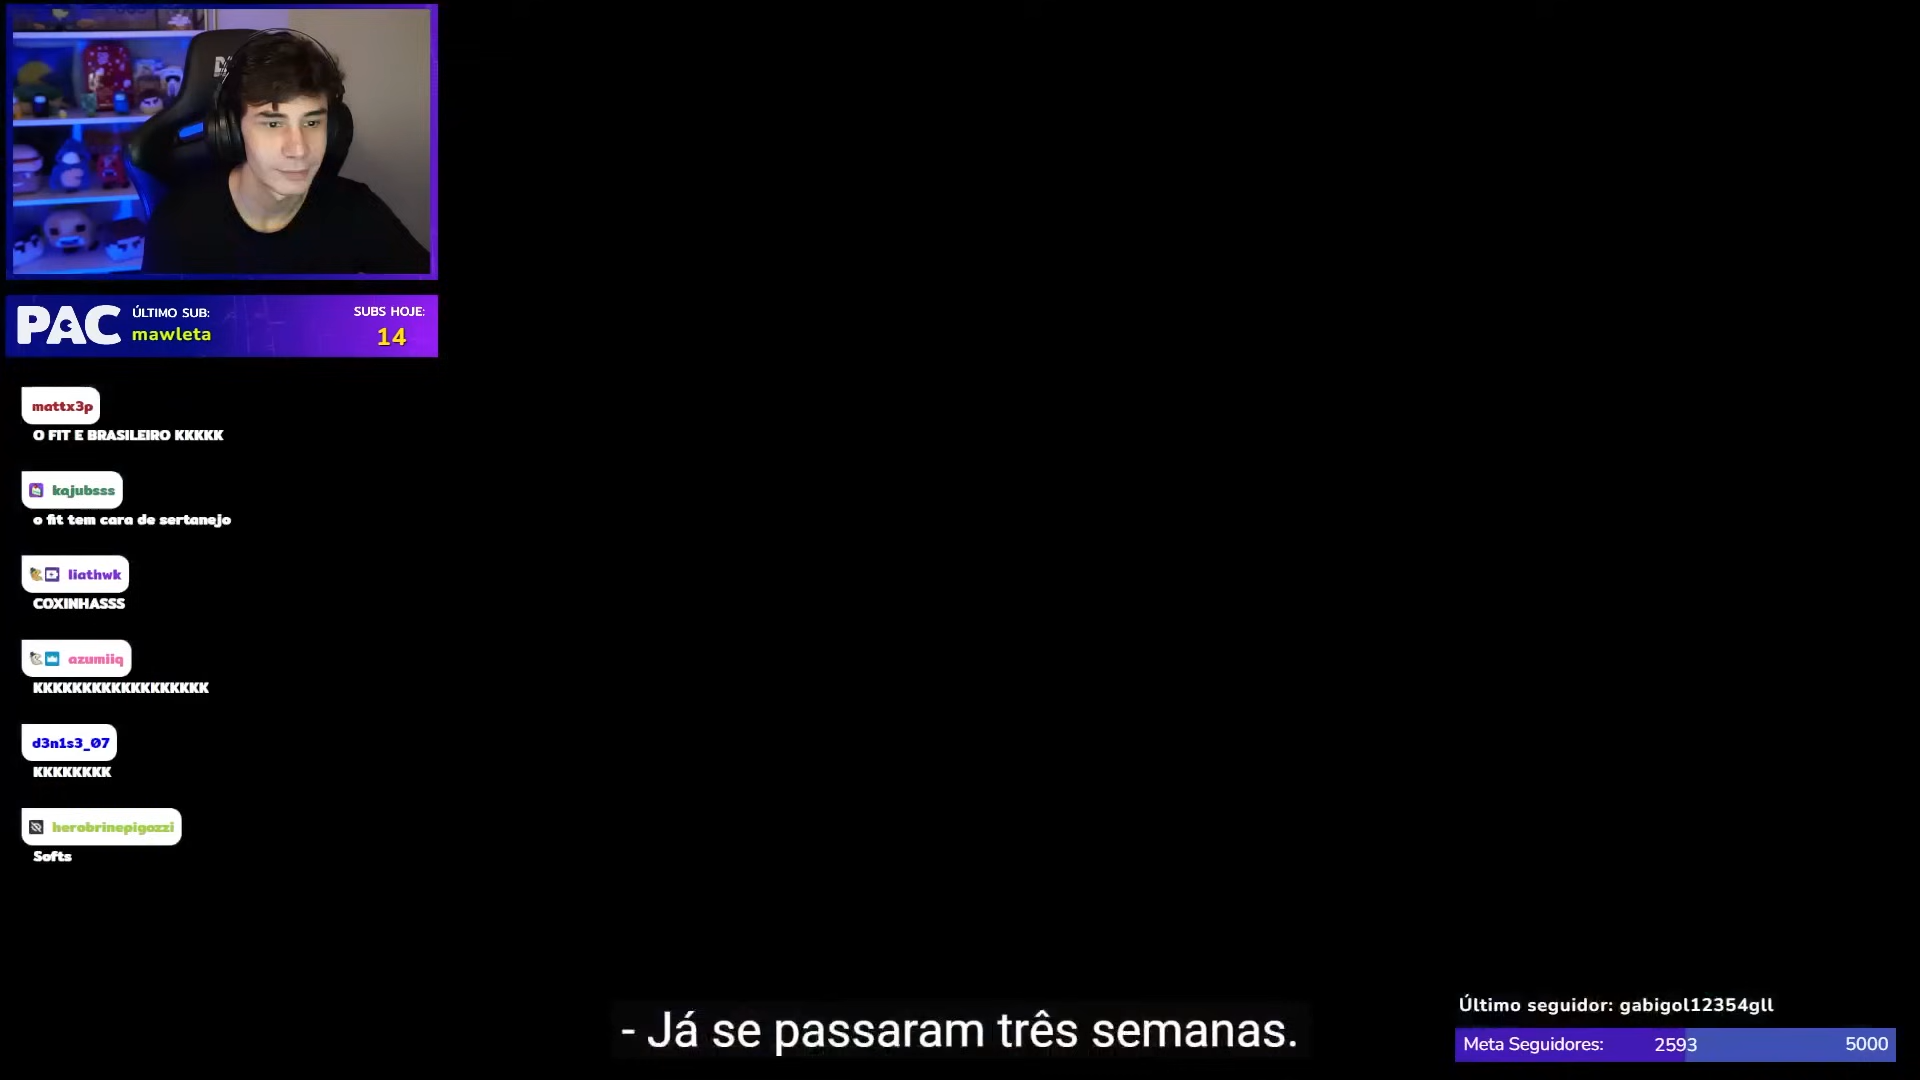 PAC
ÚLTIMO SUB:
mawleta
SUBS HOJE:
14
mattx3p
O FIT E BRASILEIRO KKKKK
kajubsss
o fit tem cara de sertanejo
liathwk
COXINHASSS
azumiiq
KKKKKKKKKKKKKKKKKK
d3n1s3_07
KKKKKKKK
herobrinepigozzi
Softs
- Já se passaram três semanas.
Último seguidor: gabigol12354gll
Meta Seguidores: 2593 5000